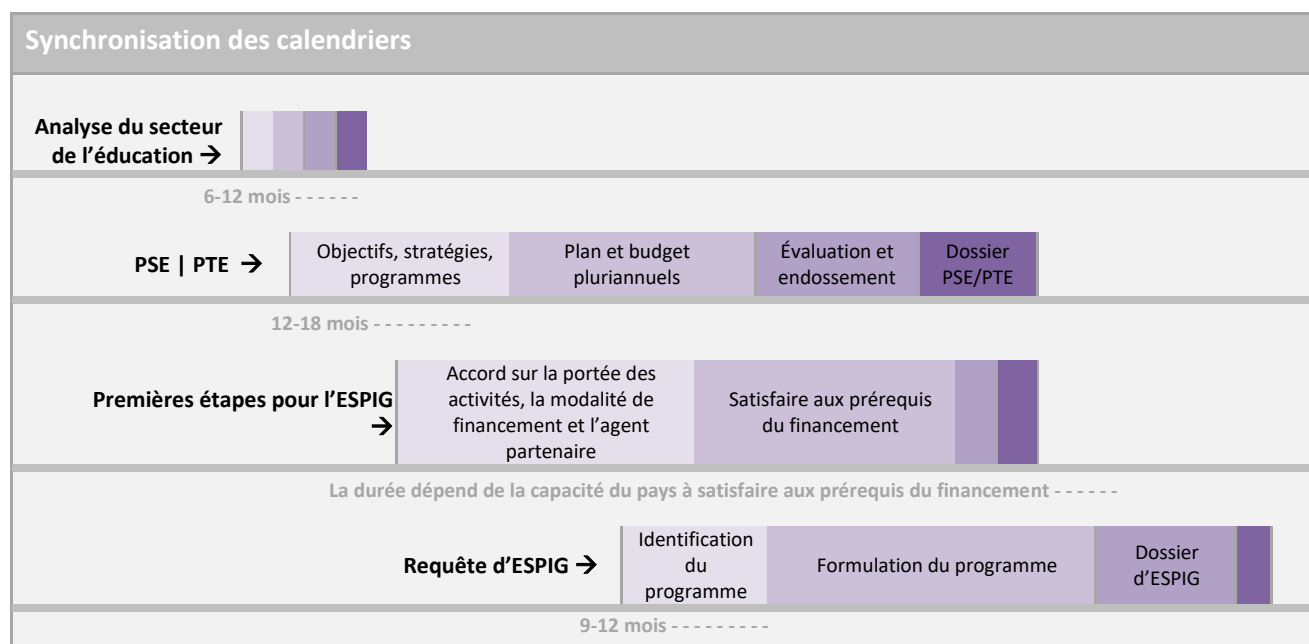 Synchronisation des calendriers
Analyse du secteur
de l'éducation →
6-12 mois - - - - - -
PSE | PTE →
Objectifs, stratégies,
programmes
Plan et budget
pluriannuels
Évaluation et
endossement
Dossier
PSE/PTE
12-18 mois - - - - - - - - -
Premières étapes pour l'ESPIG
→
Accord sur la portée des
activités, la modalité de
financement et l'agent
partenaire
Satisfaire aux prérequis
du financement
La durée dépend de la capacité du pays à satisfaire aux prérequis du financement - - - - - -
Requête d'ESPIG →
Identification
du
programme
Formulation du programme
Dossier
d'ESPIG
9-12 mois - - - - - - - - -